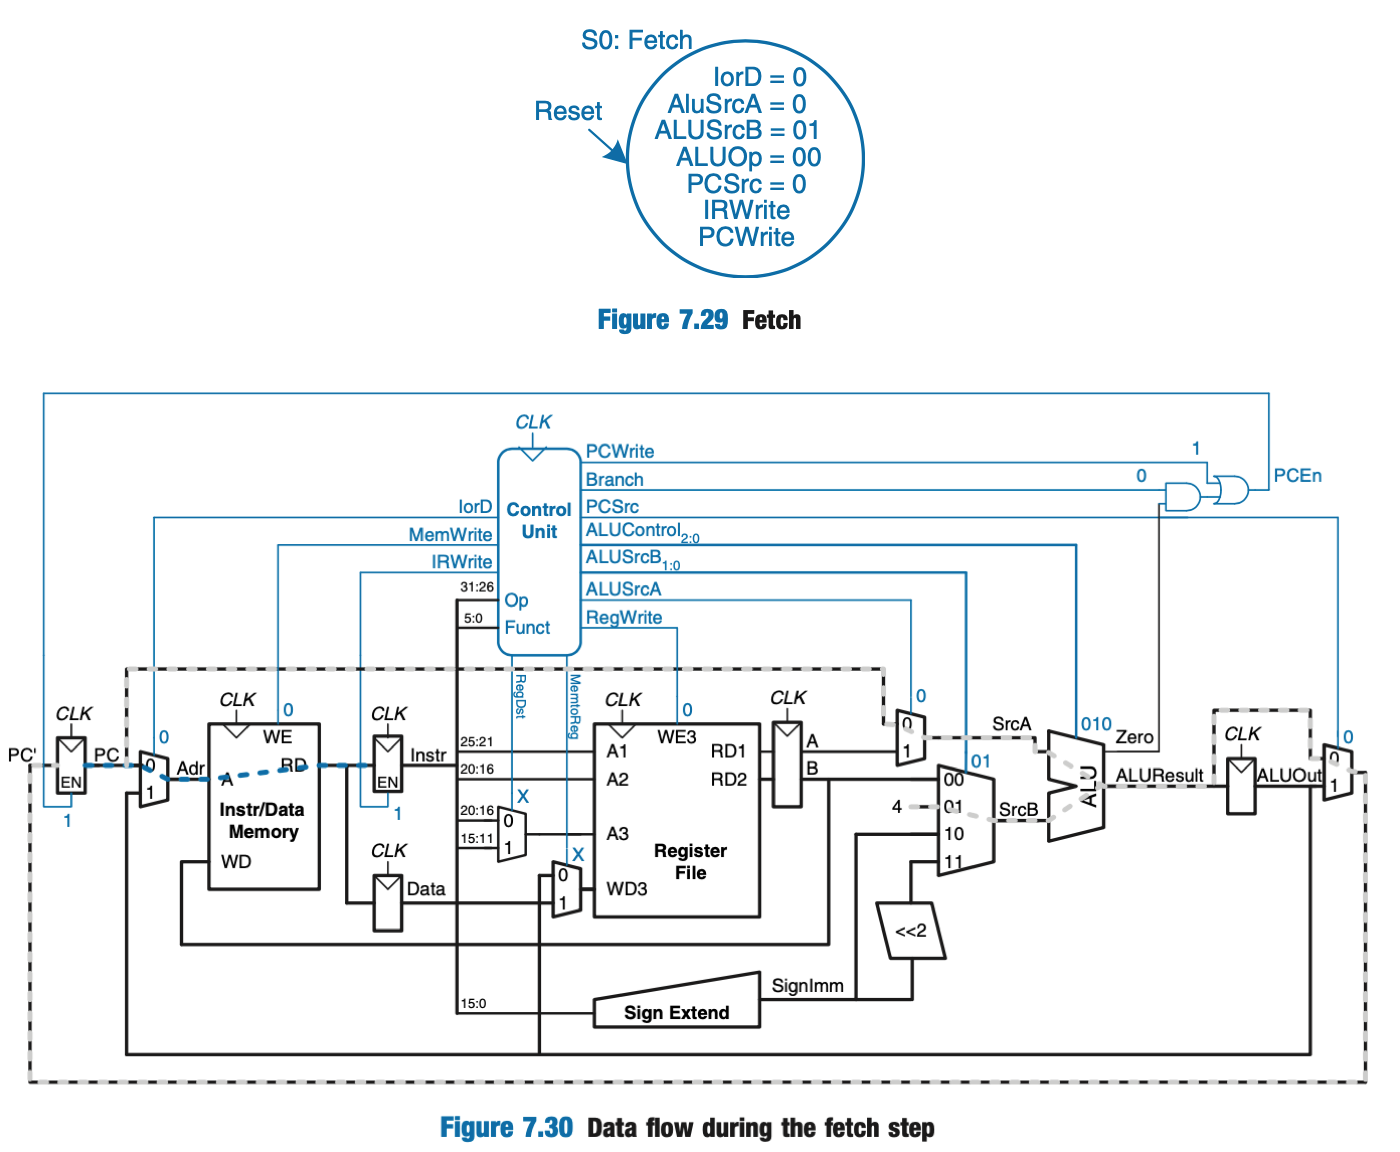 S0: Fetch
Reset
IorD = 0
AluSrcA = 0
ALUSrcB = 01
ALUOp = 00
PCSrc = 0
IRWrite
PCWrite
Figure 7.29 Fetch
CLK
PCWrite
1
Branch
0
PCEn
IorD
Control
Unit
PCSrc
MemWrite
ALUControl2:0
IRWrite
ALUSrcB1:0
31:26
Op
ALUSrcA
5:0
Funct
RegWrite
RegDst
MemtoReg
CLK
CLK
CLK
CLK
CLK
CLK
0
0
0
0
010
0
PC'
PC
EN
1
0
1
Adr
WE
A
RD
Instr/Data
Memory
WD
EN
1
Instr
CLK
Data
25:21
20:16
20:16
15:11
X
0
1
X
0
1
A1
A2
A3
WD3
WE3
RD1
RD2
Register
File
A
B
0
1
SrcA
01
4
00
01
10
11
SrcB
ALU
Zero
ALUResult
ALUOut
0
1
<<2
SignImm
15:0
Sign Extend
Figure 7.30 Data flow during the fetch step